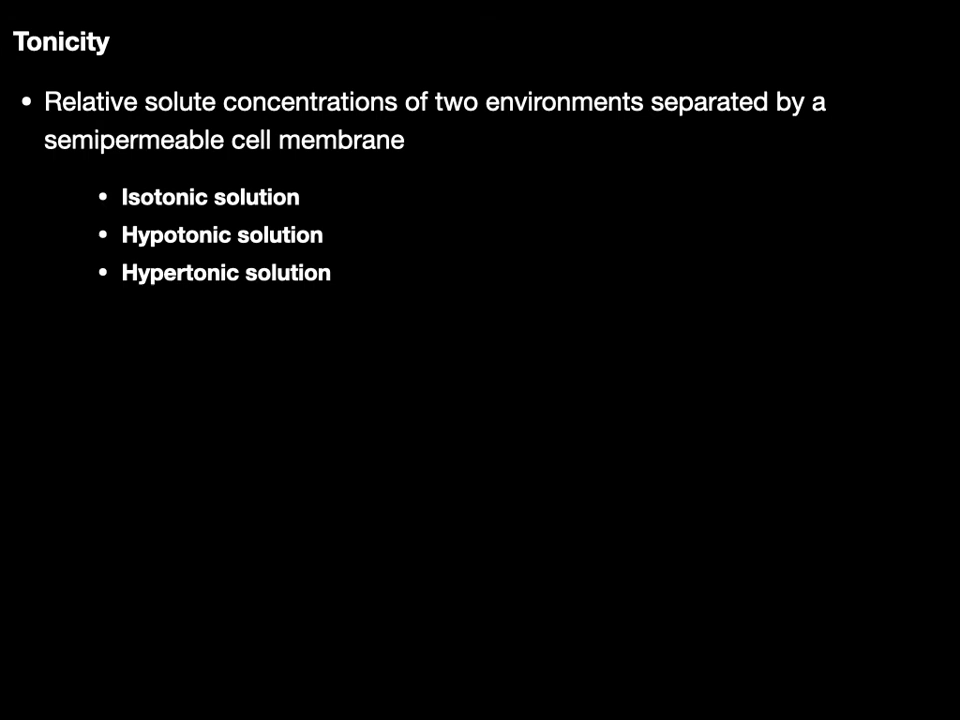 Tonicity
• Relative solute concentrations of two environments separated by a
semipermeable cell membrane
• Isotonic solution
• Hypotonic solution
• Hypertonic solution